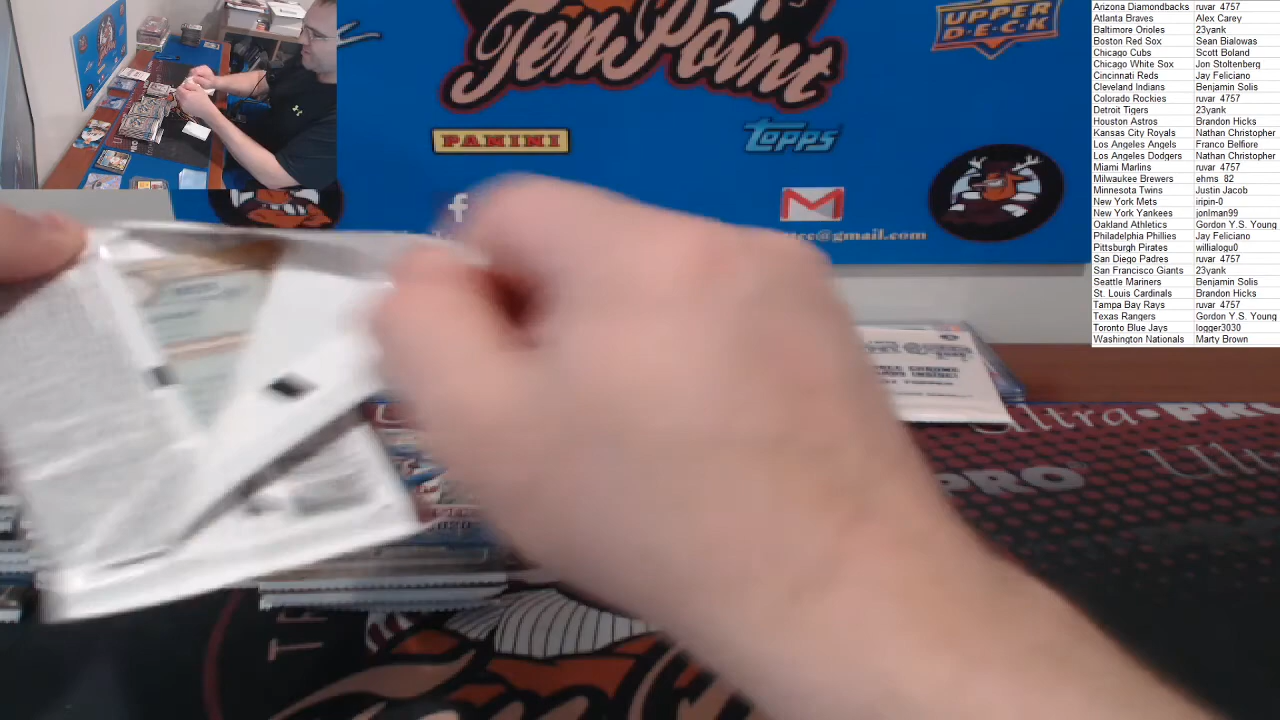 TenPoint
UPPER
D·E·C·K
PANINI
topps
f
cc@gmail.com
Ultra·PRO
PRO
Arizona Diamondbacks ruvar 4757
Atlanta Braves Alex Carey
Baltimore Orioles 23yank
Boston Red Sox Sean Bialowas
Chicago Cubs Scott Boland
Chicago White Sox Jon Stoltenberg
Cincinnati Reds Jay Feliciano
Cleveland Indians Benjamin Solis
Colorado Rockies ruvar 4757
Detroit Tigers 23yank
Houston Astros Brandon Hicks
Kansas City Royals Nathan Christopher
Los Angeles Angels Franco Belfiore
Los Angeles Dodgers Nathan Christopher
Miami Marlins ruvar 4757
Milwaukee Brewers ehms 82
Minnesota Twins Justin Jacob
New York Mets iripin-0
New York Yankees jonlman99
Oakland Athletics Gordon Y.S. Young
Philadelphia Phillies Jay Feliciano
Pittsburgh Pirates willialogu0
San Diego Padres ruvar 4757
San Francisco Giants 23yank
Seattle Mariners Benjamin Solis
St. Louis Cardinals Brandon Hicks
Tampa Bay Rays ruvar 4757
Texas Rangers Gordon Y.S. Young
Toronto Blue Jays logger3030
Washington Nationals Marty Brown